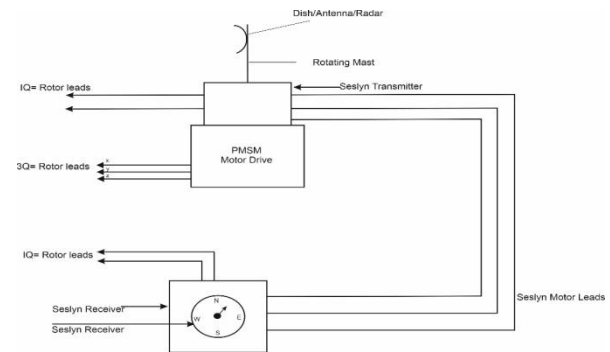 Dish/Antenna/Radar
Rotating Mast
IQ= Rotor leads
Seslyn Transmitter
PMSM
Motor Drive
3Q= Rotor leads
x
y
z
IQ= Rotor leads
N
W
E
S
Seslyn Receiver
Seslyn Receiver
Seslyn Motor Leads